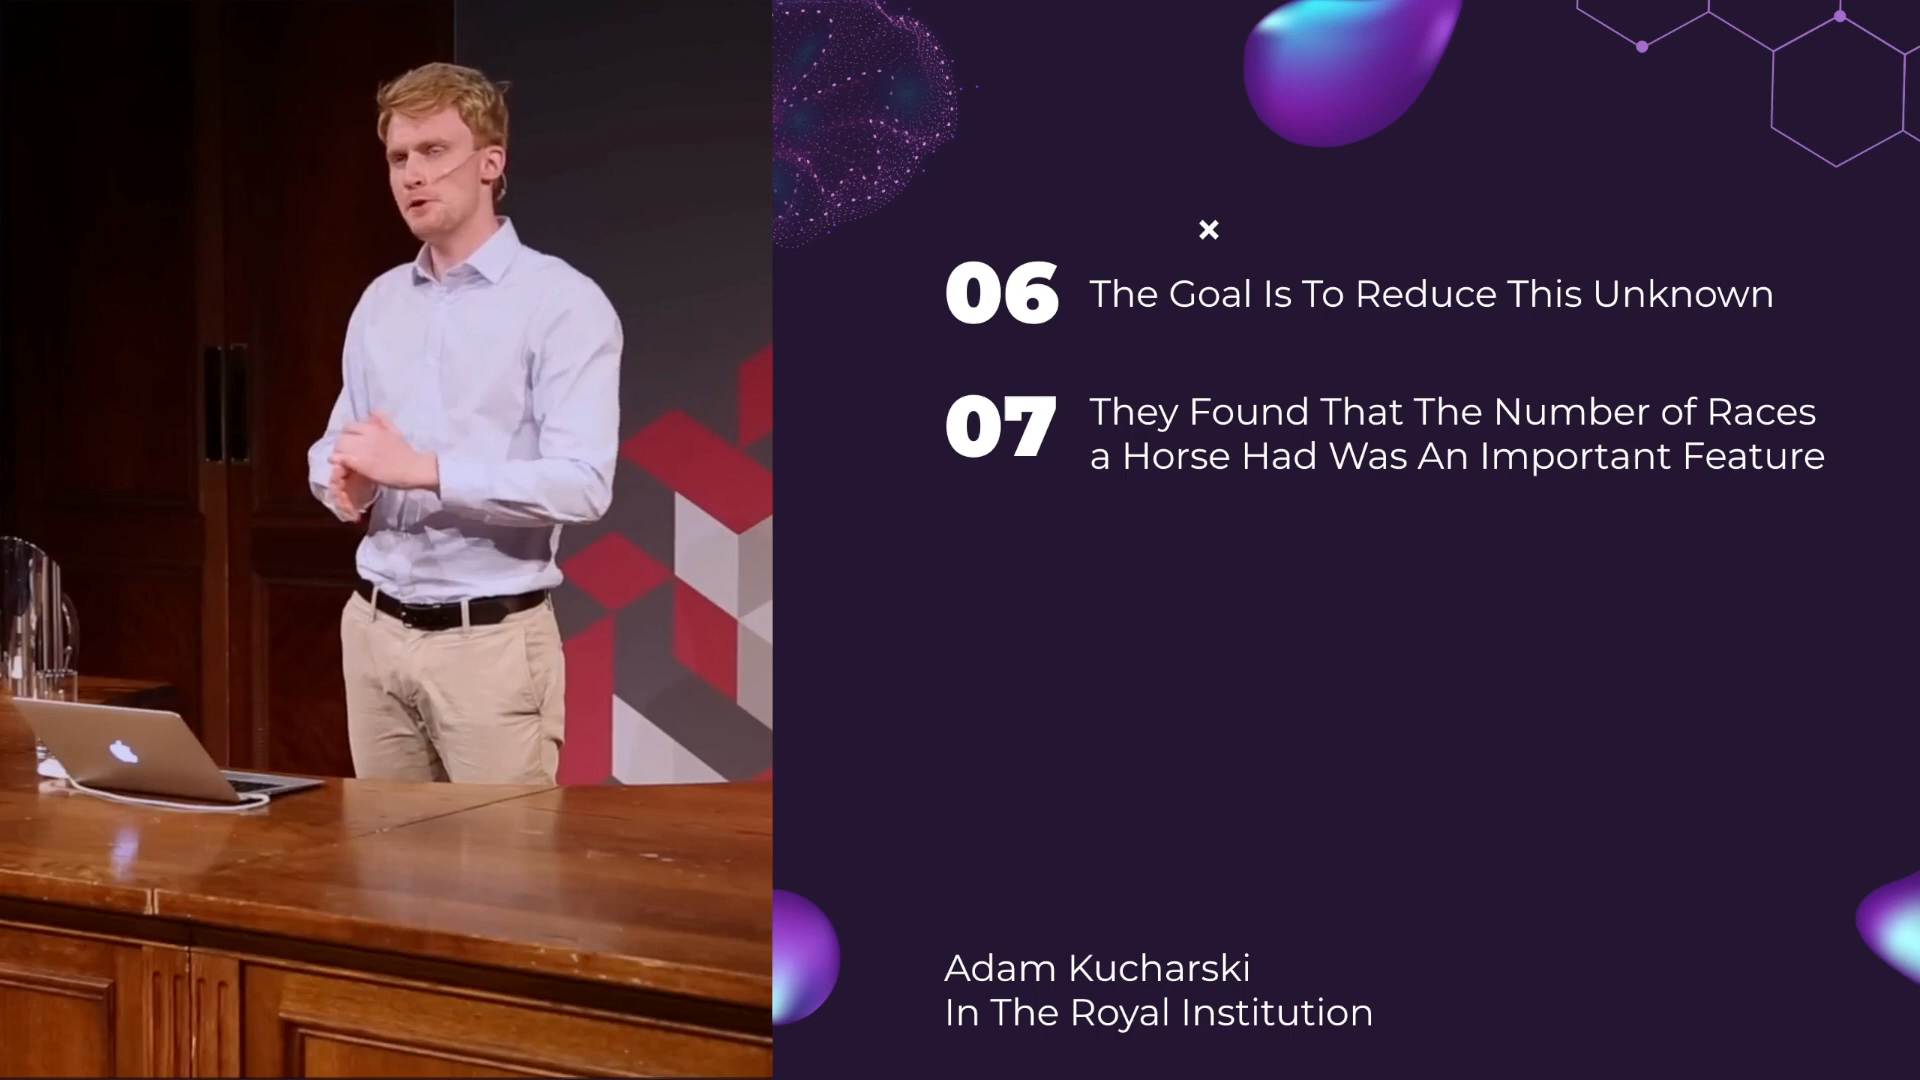 06 The Goal Is To Reduce This Unknown
07 They Found That The Number of Races
a Horse Had Was An Important Feature
Adam Kucharski
In The Royal Institution